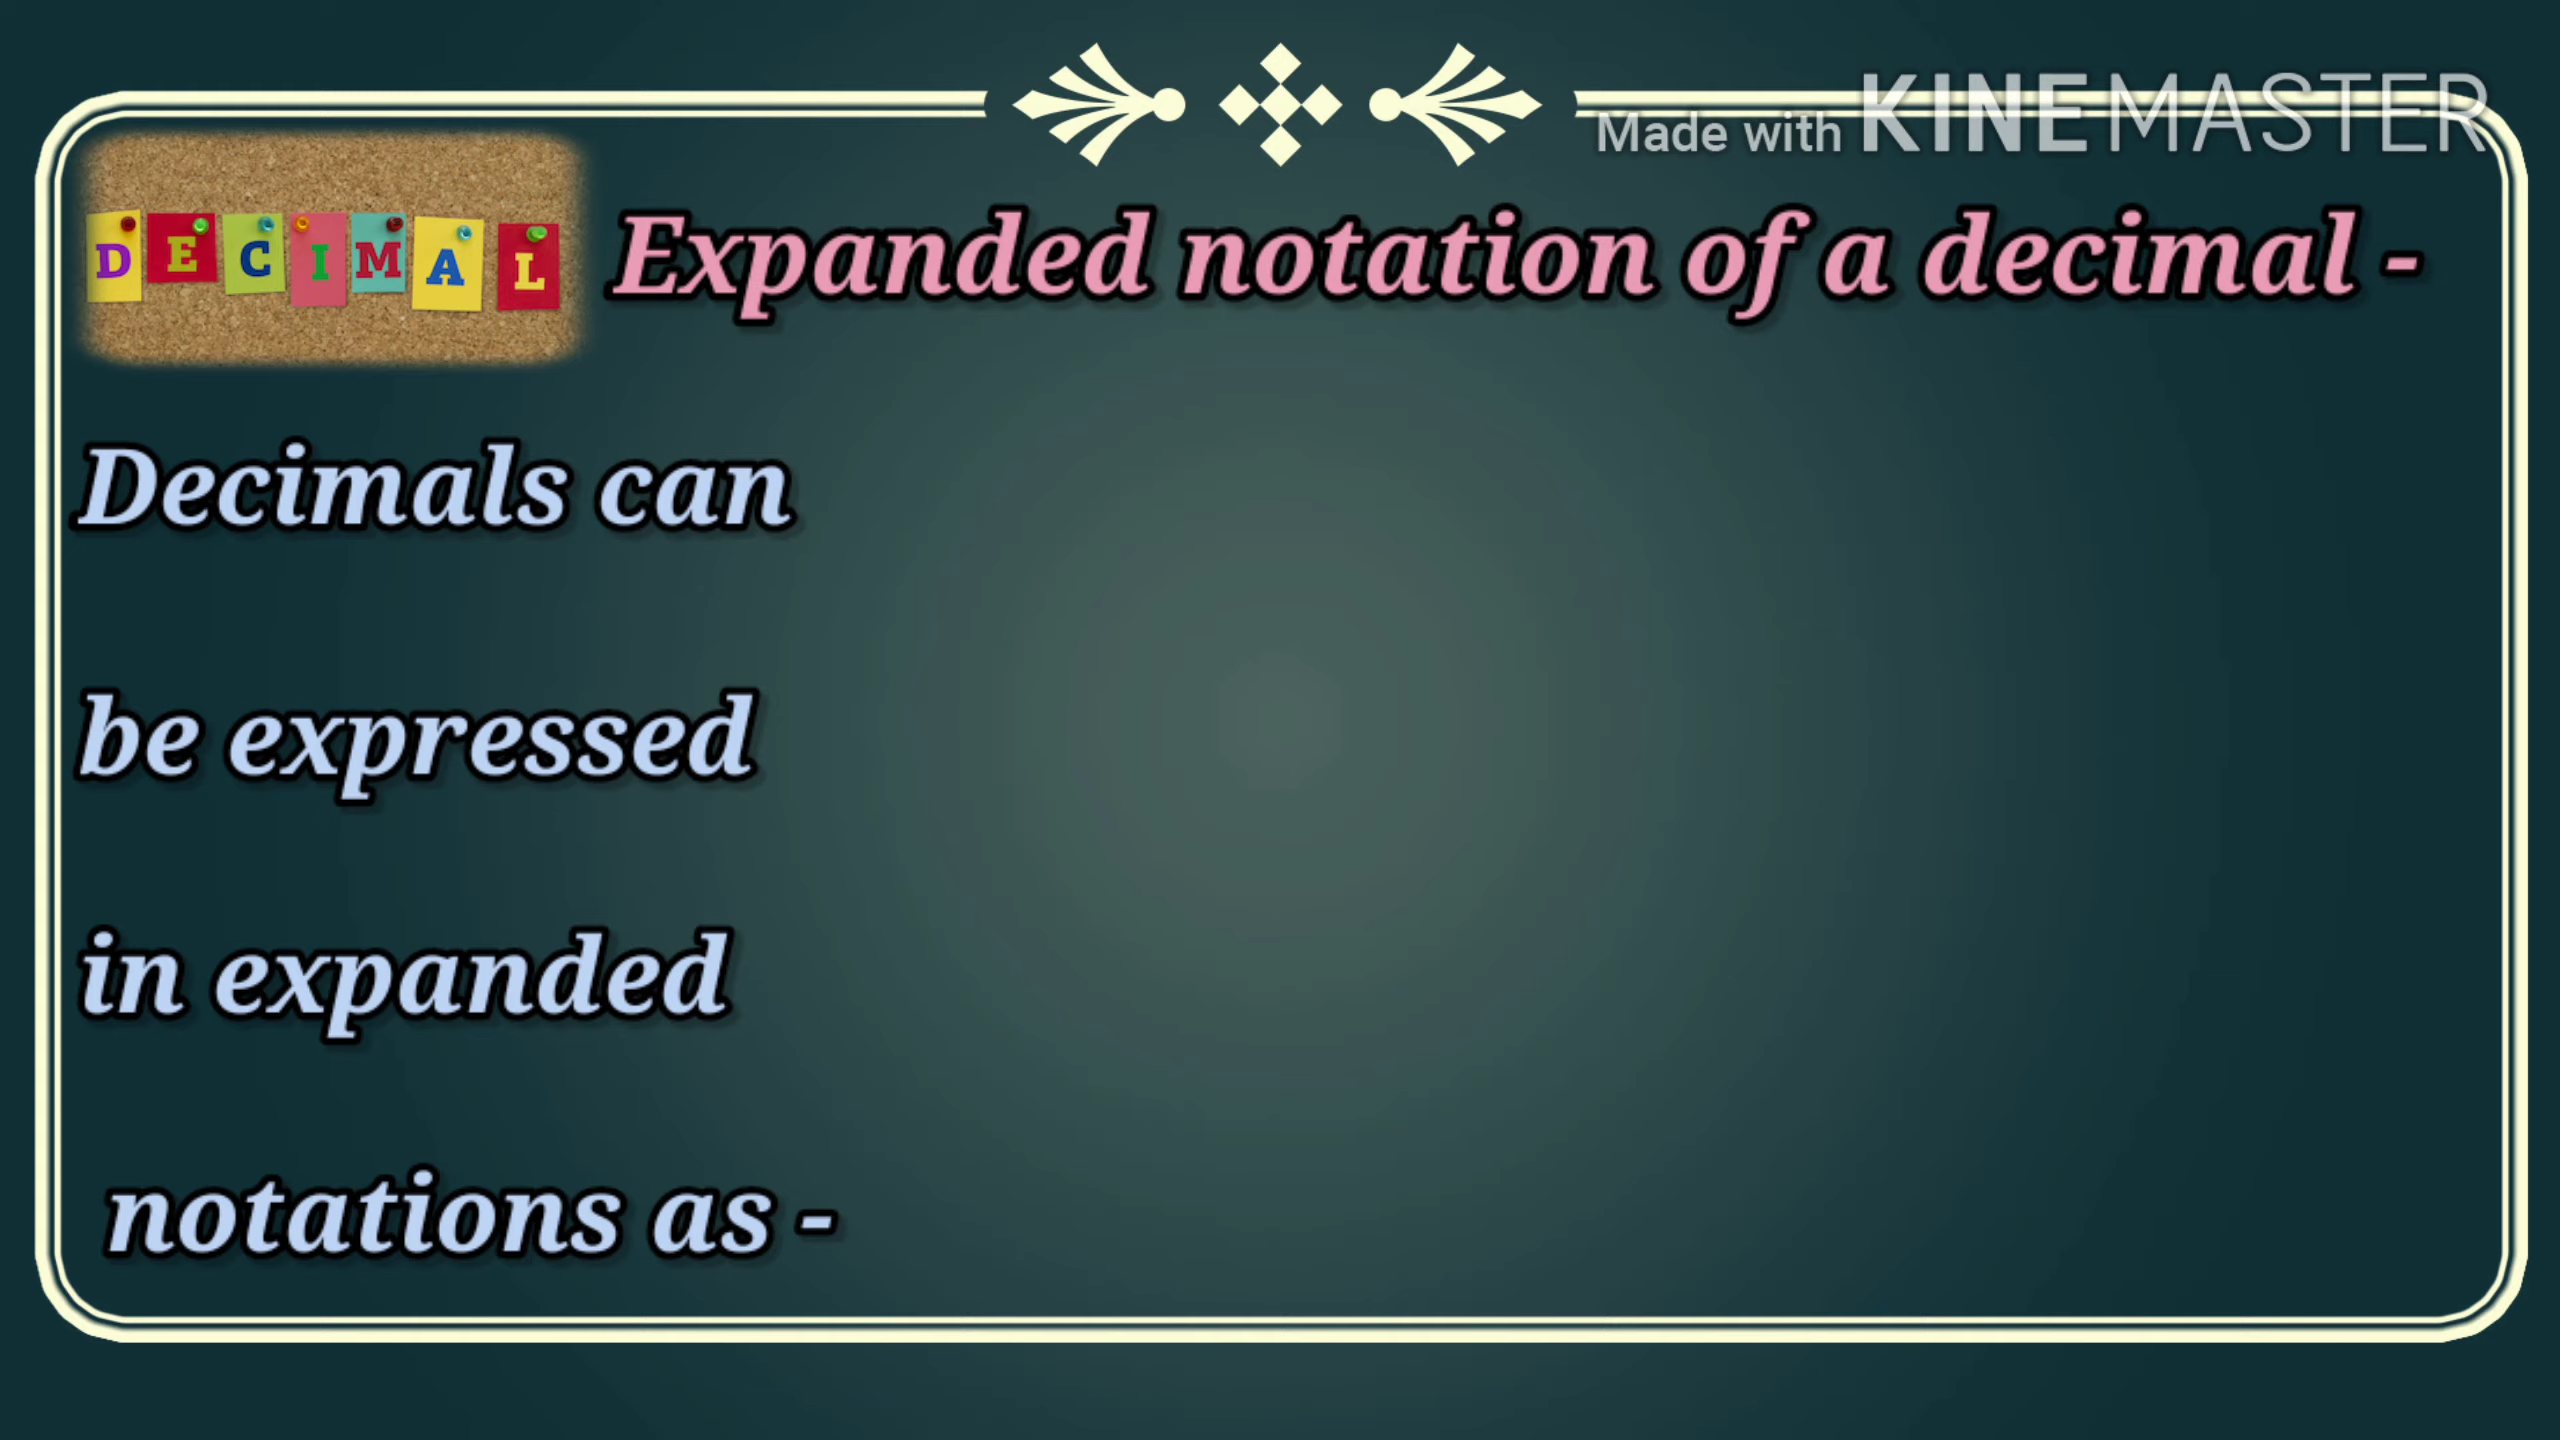 Made with KINEMASTER
DECIMAL
Expanded notation of a decimal -
Decimals can
be expressed
in expanded
notations as -